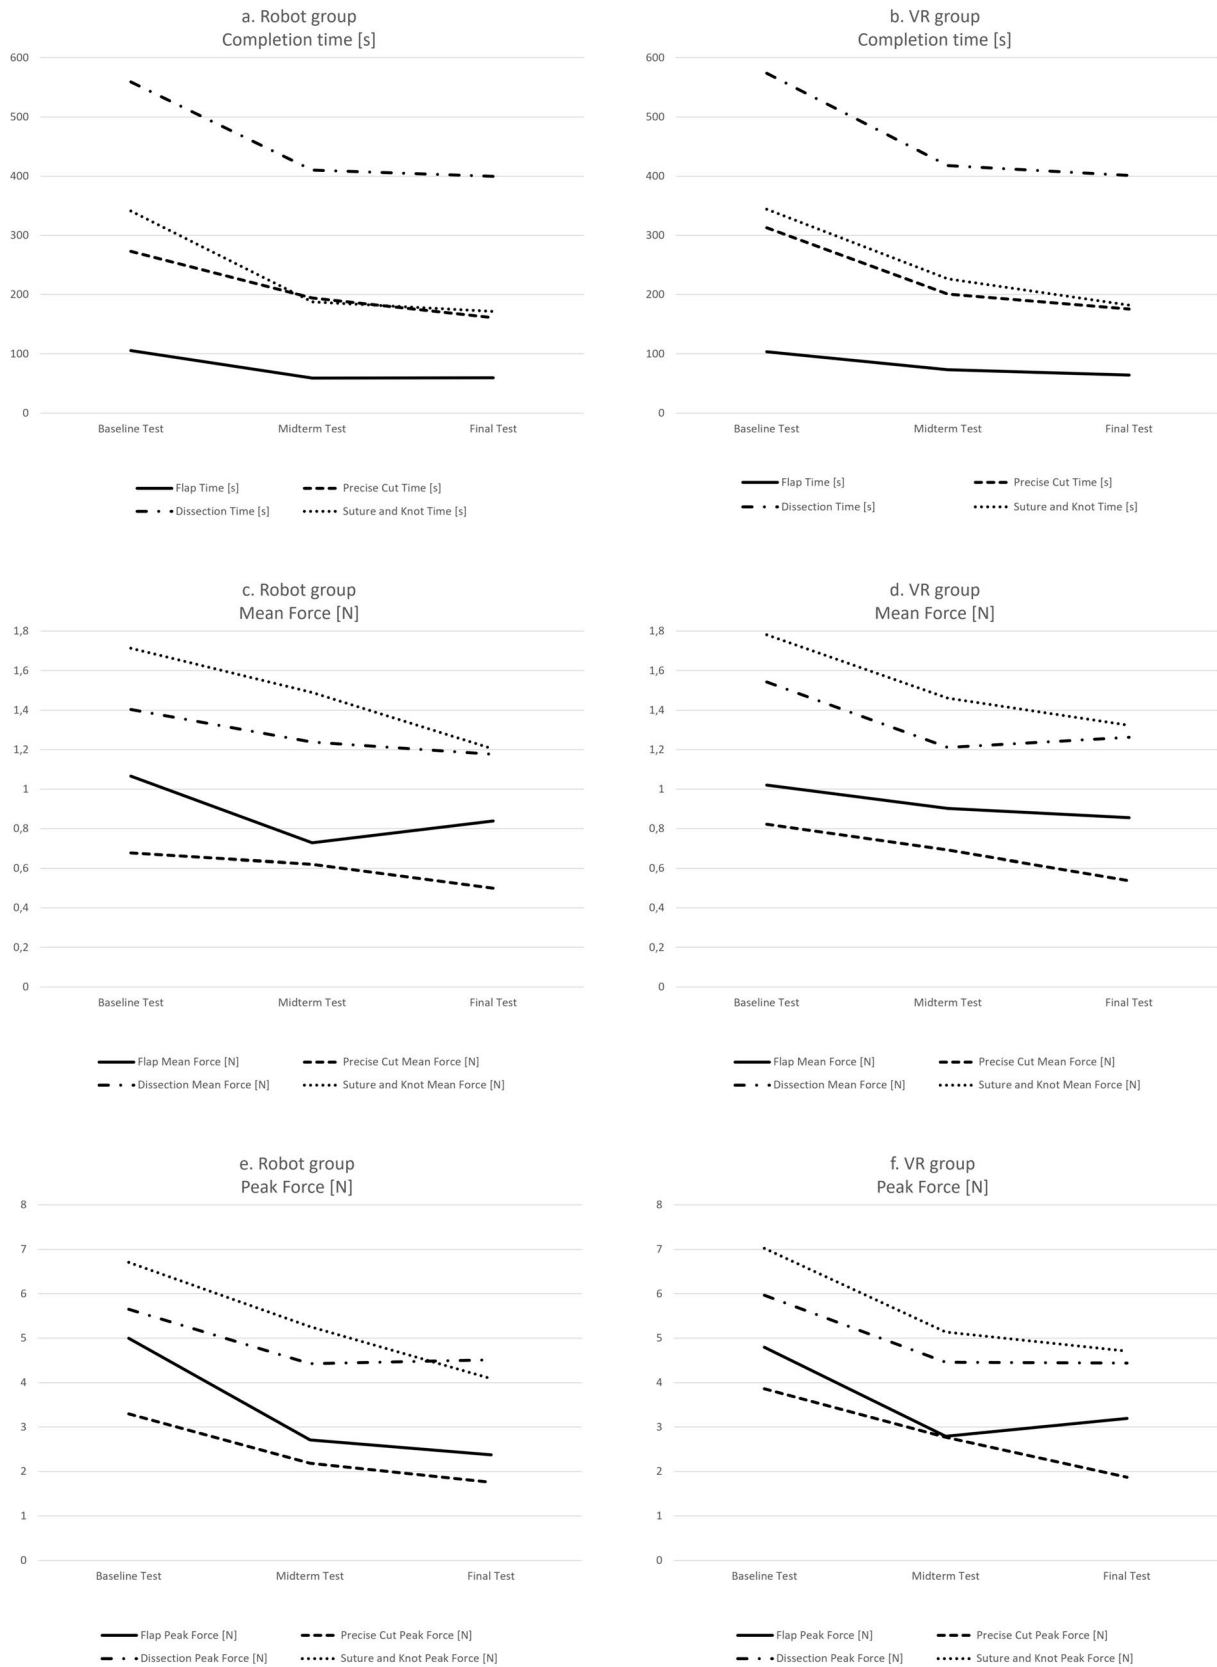 a. Robot group
Completion time [s]
600
500
400
300
200
100
0
Baseline Test Midterm Test Final Test
Flap Time [s] Precise Cut Time [s]
Dissection Time [s] Suture and Knot Time [s]
b. VR group
Completion time [s]
600
500
400
300
200
100
0
Baseline Test Midterm Test Final Test
Flap Time [s] Precise Cut Time [s]
Dissection Time [s] Suture and Knot Time [s]
c. Robot group
Mean Force [N]
1,8
1,6
1,4
1,2
1
0,8
0,6
0,4
0,2
0
Baseline Test Midterm Test Final Test
Flap Mean Force [N] Precise Cut Mean Force [N]
Dissection Mean Force [N] Suture and Knot Mean Force [N]
d. VR group
Mean Force [N]
1,8
1,6
1,4
1,2
1
0,8
0,6
0,4
0,2
0
Baseline Test Midterm Test Final Test
Flap Mean Force [N] Precise Cut Mean Force [N]
Dissection Mean Force [N] Suture and Knot Mean Force [N]
e. Robot group
Peak Force [N]
8
7
6
5
4
3
2
1
0
Baseline Test Midterm Test Final Test
Flap Peak Force [N] Precise Cut Peak Force [N]
Dissection Peak Force [N] Suture and Knot Peak Force [N]
f. VR group
Peak Force [N]
8
7
6
5
4
3
2
1
0
Baseline Test Midterm Test Final Test
Flap Peak Force [N] Precise Cut Peak Force [N]
Dissection Peak Force [N] Suture and Knot Peak Force [N]